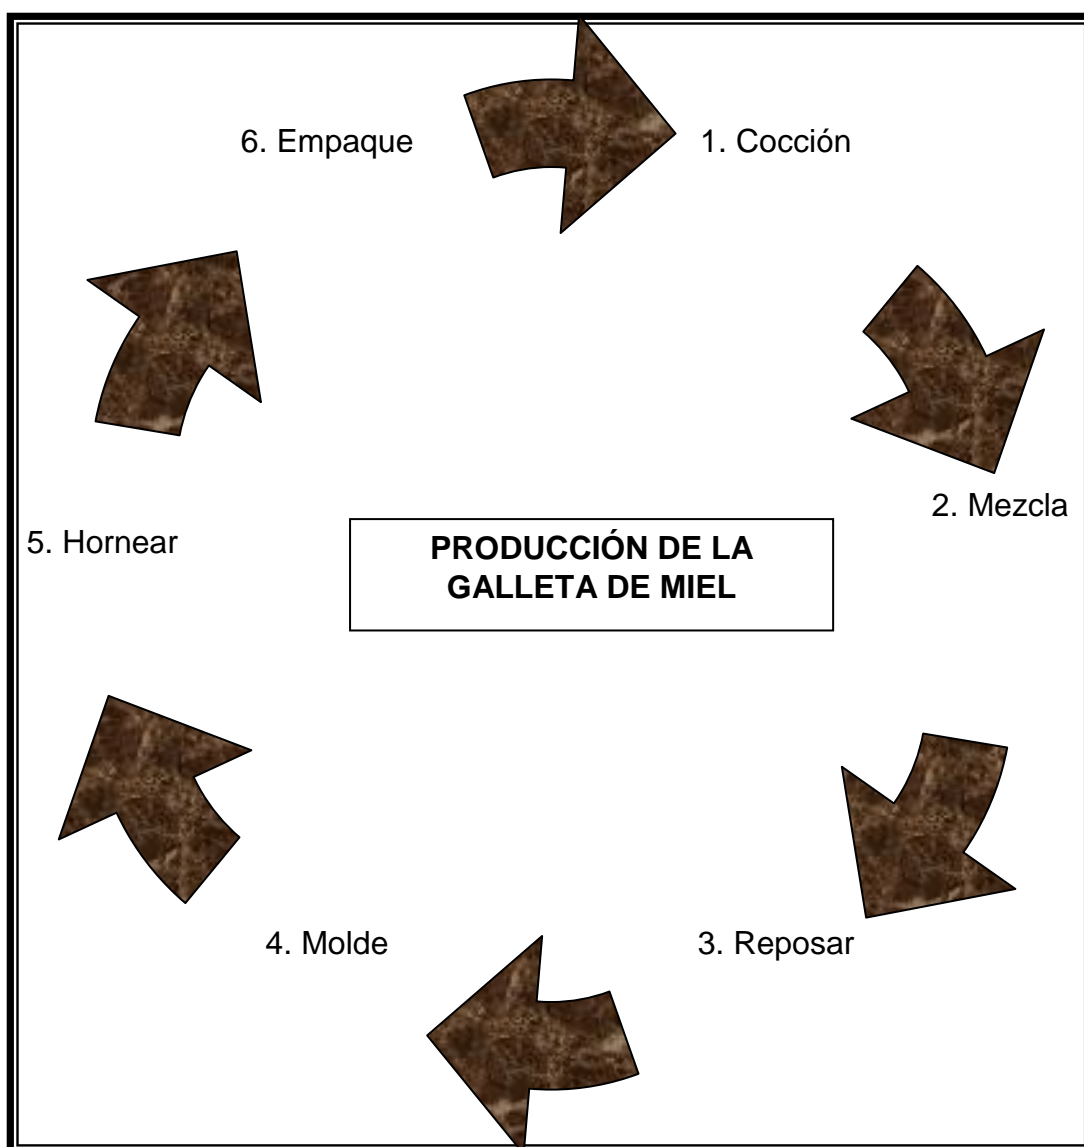 6. Empaque
1. Cocción
2. Mezcla
5. Hornear
PRODUCCIÓN DE LA
GALLETA DE MIEL
4. Molde
3. Reposar